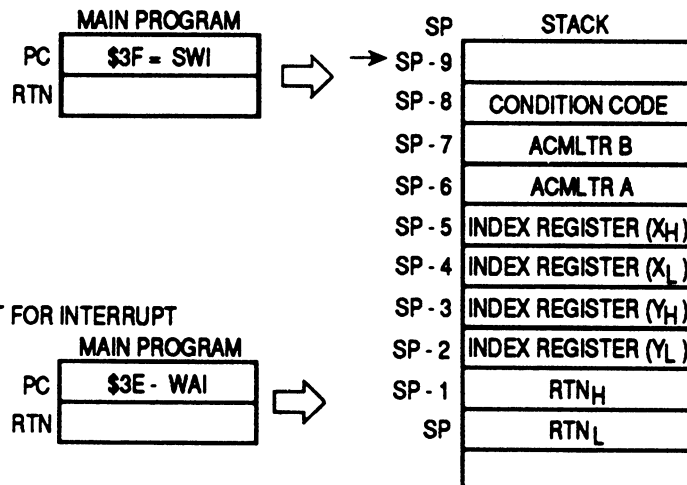 MAIN PROGRAM
PC $3F = SWI
RTN
T FOR INTERRUPT
MAIN PROGRAM
PC $3E - WAI
RTN
SP STACK
SP - 9
SP - 8 CONDITION CODE
SP - 7 ACMLTR B
SP - 6 ACMLTR A
SP - 5 INDEX REGISTER (XH)
SP - 4 INDEX REGISTER (XL)
SP - 3 INDEX REGISTER (YH)
SP - 2 INDEX REGISTER (YL)
SP - 1 RTNH
SP RTNL